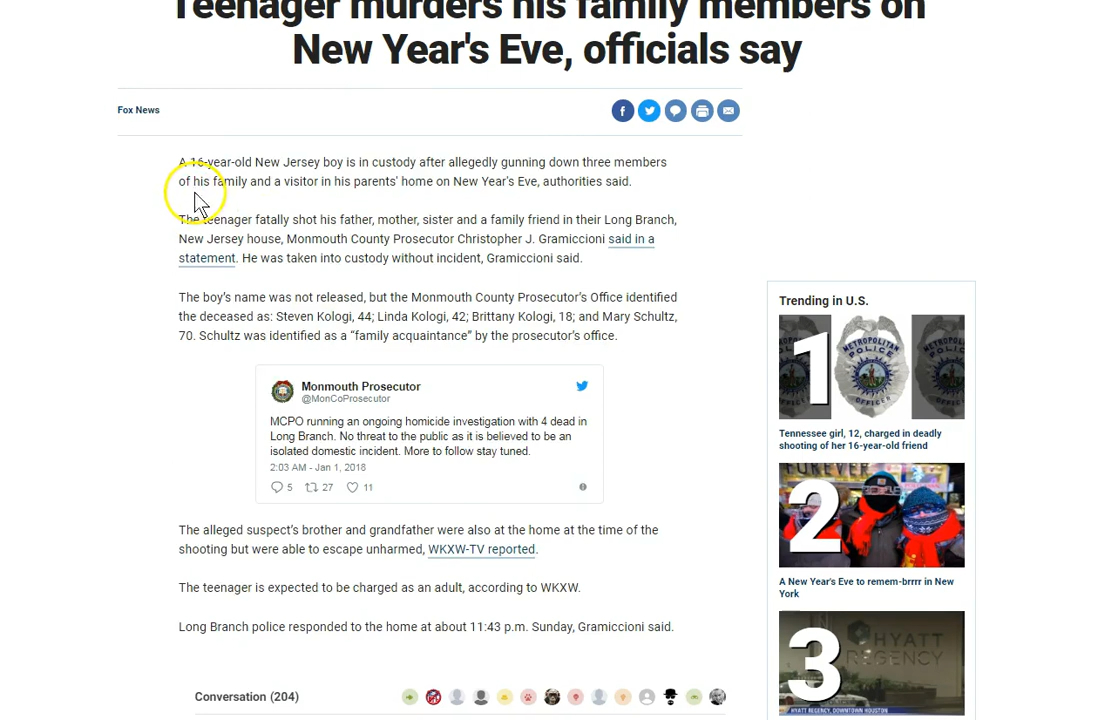 Teenager murders his family members on
New Year's Eve, officials say
Fox News
A 16-year-old New Jersey boy is in custody after allegedly gunning down three members
of his family and a visitor in his parents' home on New Year's Eve, authorities said.
The teenager fatally shot his father, mother, sister and a family friend in their Long Branch,
New Jersey house, Monmouth County Prosecutor Christopher J. Gramiccioni said in a
statement. He was taken into custody without incident, Gramiccioni said.
The boy’s name was not released, but the Monmouth County Prosecutor’s Office identified
the deceased as: Steven Kologi, 44; Linda Kologi, 42; Brittany Kologi, 18; and Mary Schultz,
70. Schultz was identified as a “family acquaintance” by the prosecutor’s office.
Monmouth Prosecutor
@MonCoProsecutor
MCPO running an ongoing homicide investigation with 4 dead in
Long Branch. No threat to the public as it is believed to be an
isolated domestic incident. More to follow stay tuned.
2:03 AM - Jan 1, 2018
5 27 11
The alleged suspect’s brother and grandfather were also at the home at the time of the
shooting but were able to escape unharmed, WKXW-TV reported.
The teenager is expected to be charged as an adult, according to WKXW.
Long Branch police responded to the home at about 11:43 p.m. Sunday, Gramiccioni said.
Conversation (204)
Trending in U.S.
1
METROPOLITAN
POLICE
OFFICER
Tennessee girl, 12, charged in deadly
shooting of her 16-year-old friend
FOREVER
2
A New Year's Eve to remem-brrrr in New
York
3
HYATT
REGENCY
HYATT REGENCY, DOWNTOWN HOUSTON